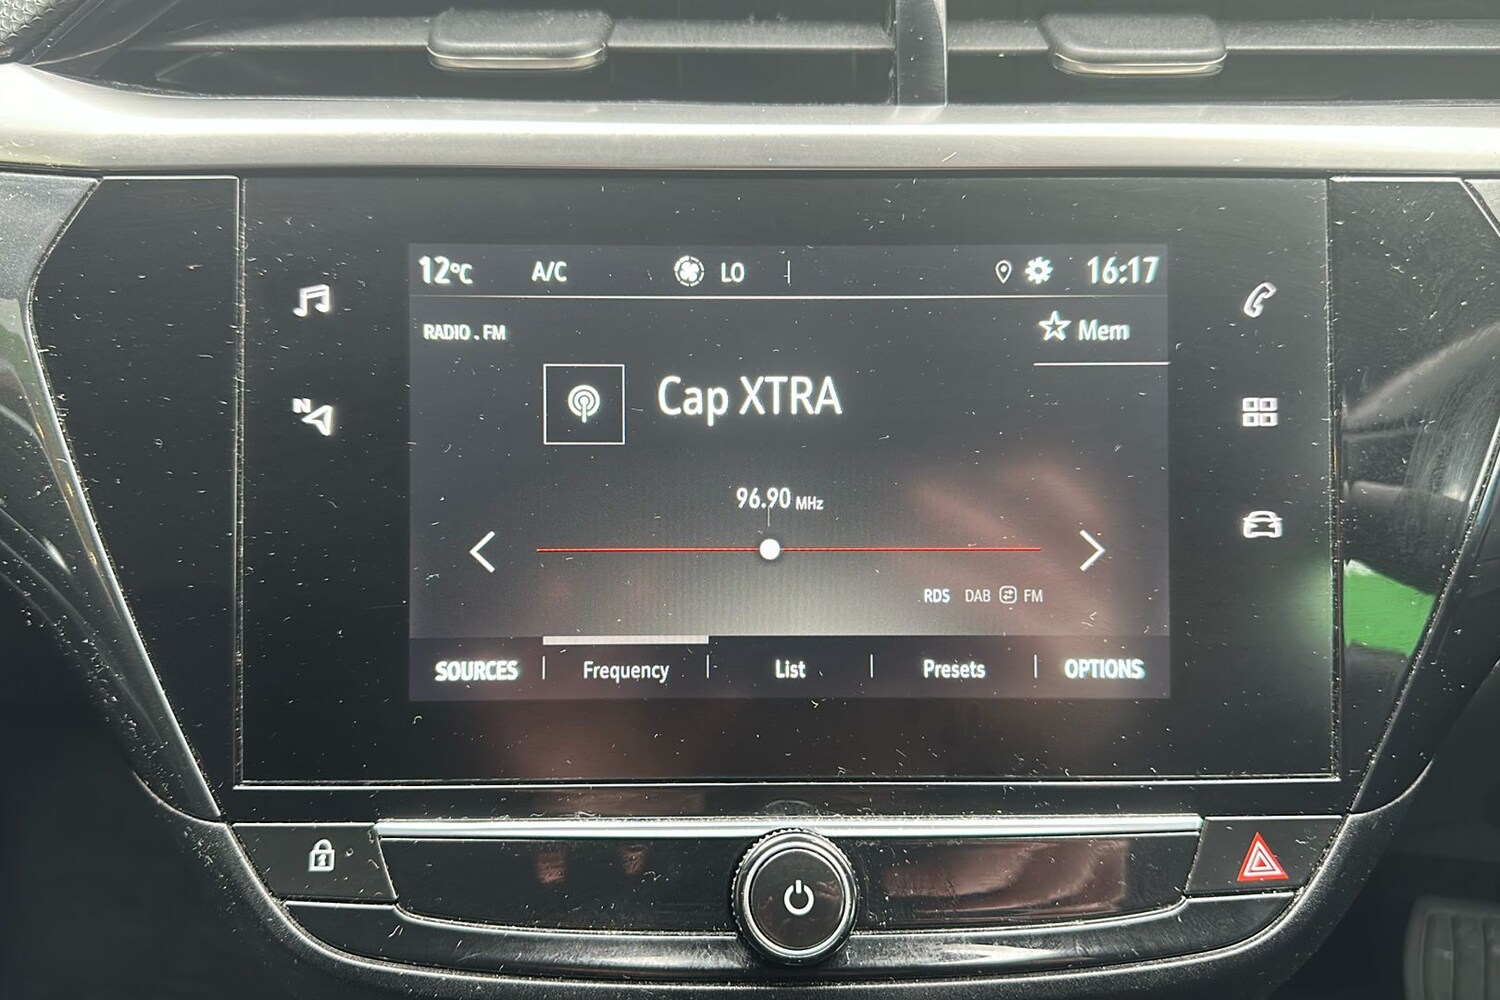 12°C A/C LO 16:17
RADIO . FM Mem
Cap XTRA
N
96.90 MHz
RDS DAB FM
SOURCES Frequency List Presets OPTIONS